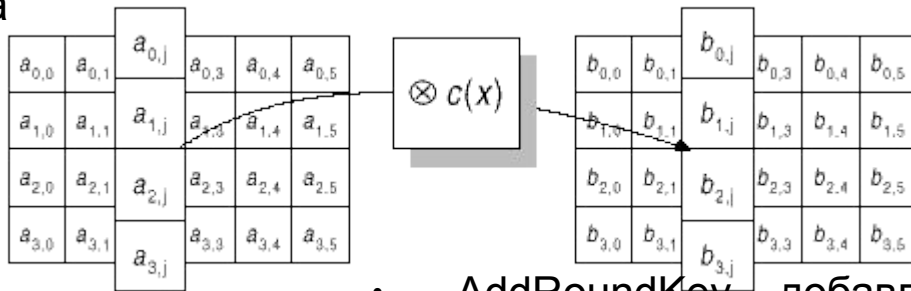 а
a0,0 a0,1 a0,j a0,3 a0,4 a0,5
a1,0 a1,1 a1,j a1,3 a1,4 a1,5
a2,0 a2,1 a2,j a2,3 a2,4 a2,5
a3,0 a3,1 a3,j a3,3 a3,4 a3,5
⊗ c(x)
b0,0 b0,1 b0,j b0,3 b0,4 b0,5
b1,0 b1,1 b1,j b1,3 b1,4 b1,5
b2,0 b2,1 b2,j b2,3 b2,4 b2,5
b3,0 b3,1 b3,j b3,3 b3,4 b3,5
• AddRoundKey